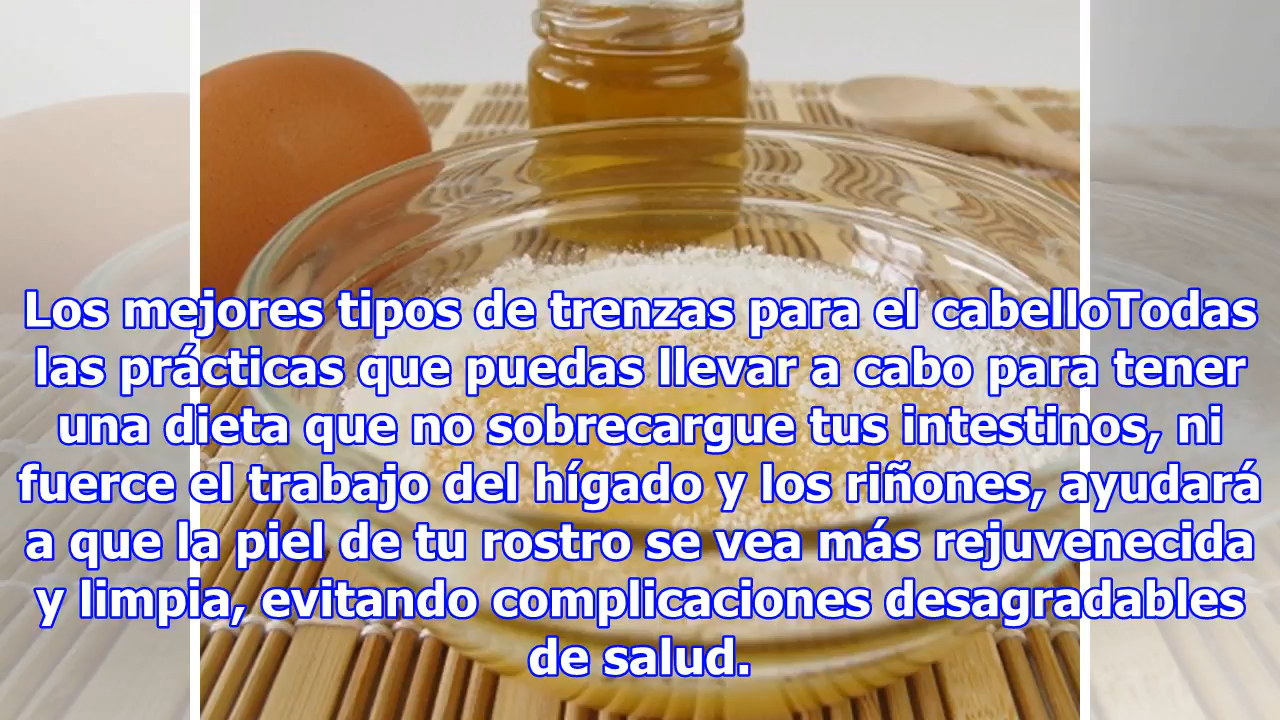 Los mejores tipos de trenzas para el cabelloTodas
las prácticas que puedas llevar a cabo para tener
una dieta que no sobrecargue tus intestinos, ni
fuerce el trabajo del hígado y los riñones, ayudará
a que la piel de tu rostro se vea más rejuvenecida
y limpia, evitando complicaciones desagradables
de salud.